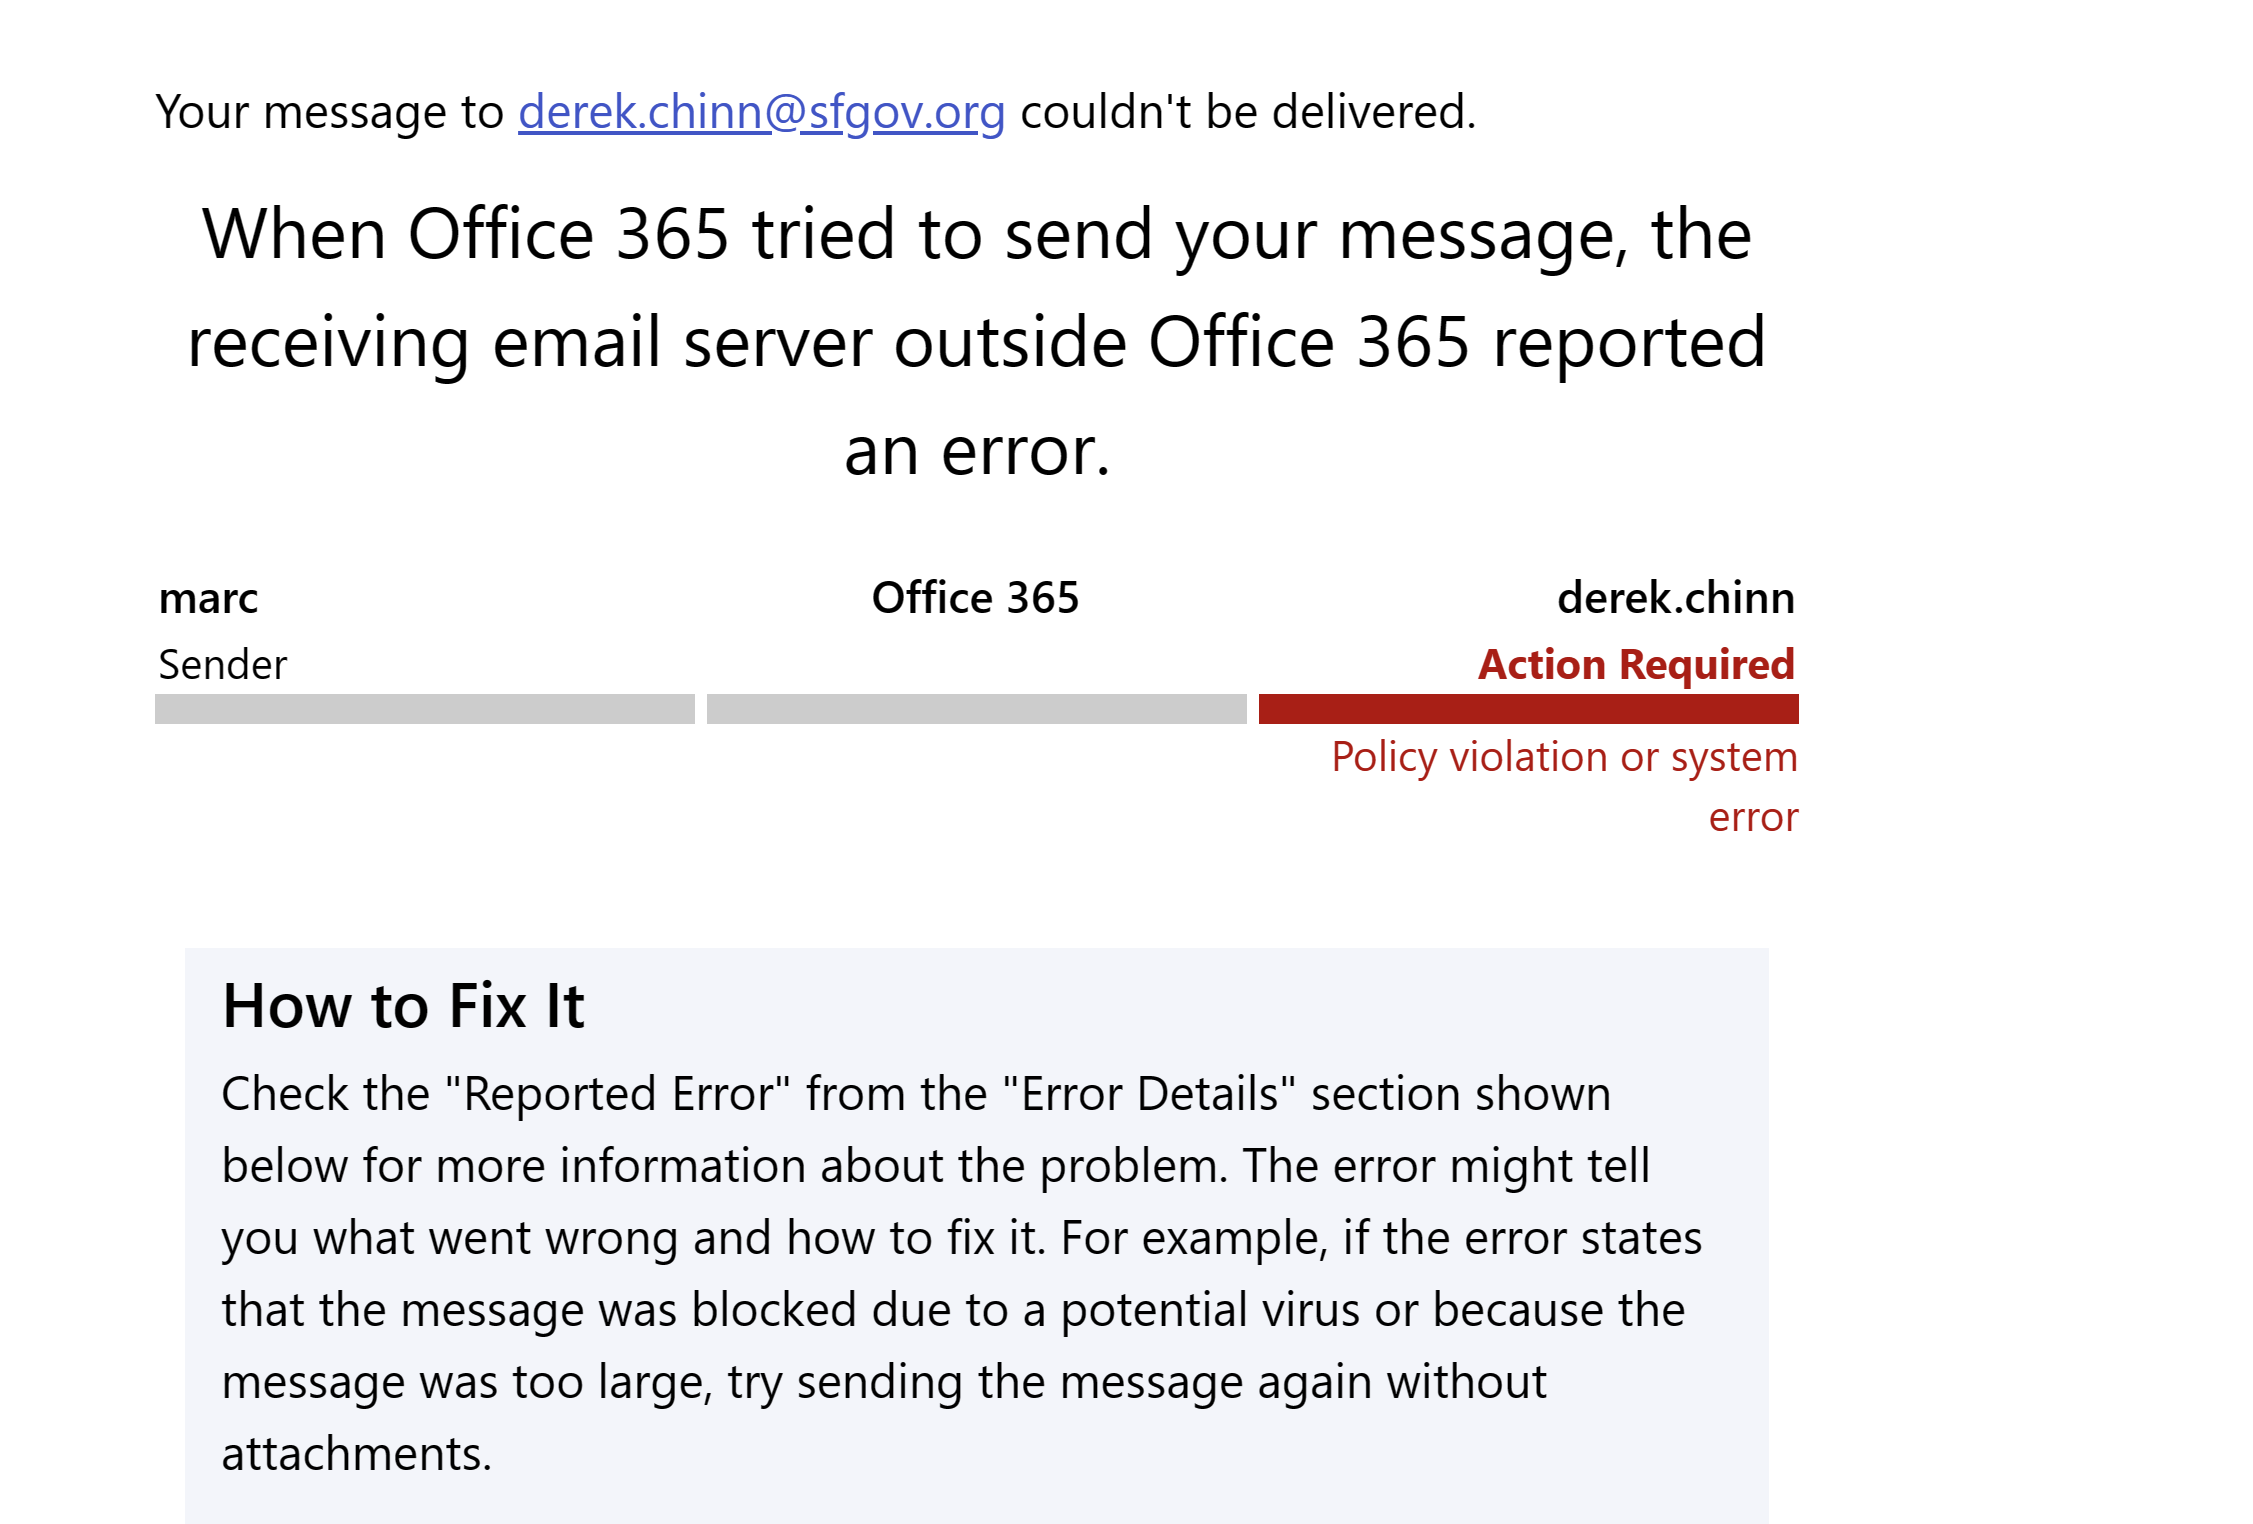 Your message to derek.chinn@sfgov.org couldn't be delivered.
When Office 365 tried to send your message, the
receiving email server outside Office 365 reported
an error.
marc Office 365 derek.chinn
Sender Action Required
Policy violation or system
error
How to Fix It
Check the "Reported Error" from the "Error Details" section shown
below for more information about the problem. The error might tell
you what went wrong and how to fix it. For example, if the error states
that the message was blocked due to a potential virus or because the
message was too large, try sending the message again without
attachments.